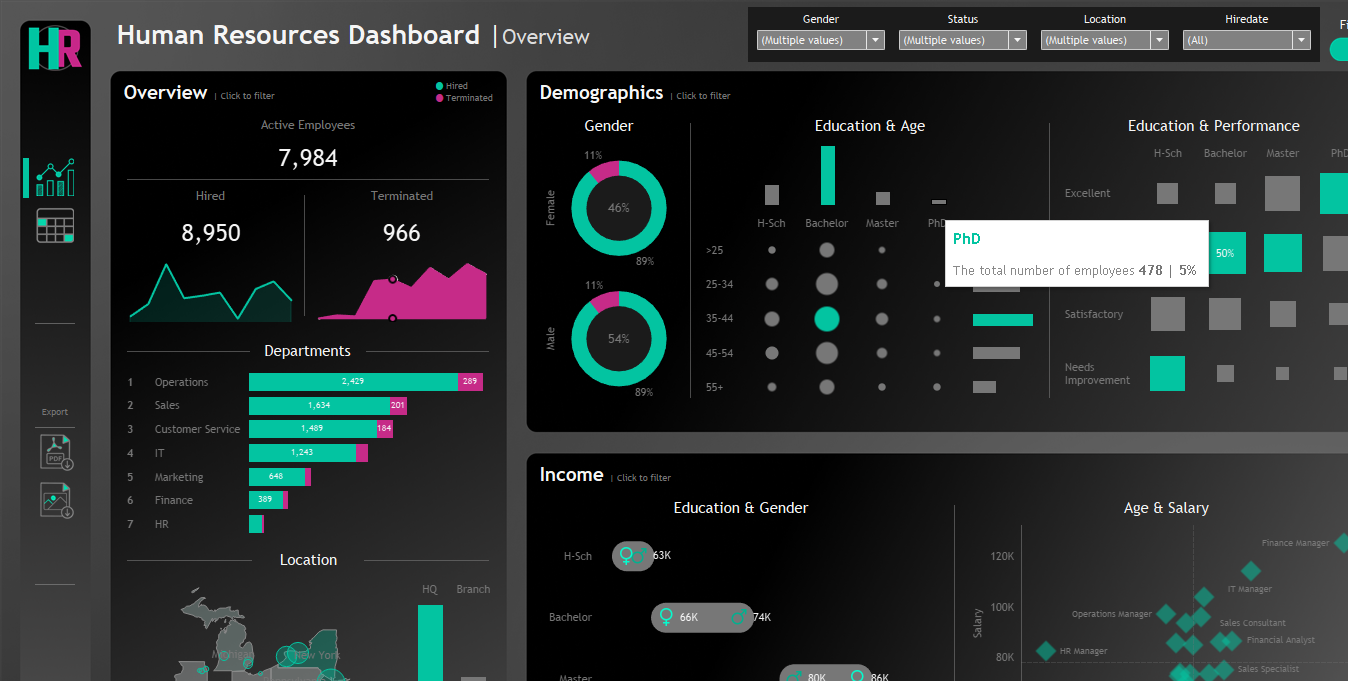 HR
Human Resources Dashboard | Overview
Gender
Status
Location
Hiredate
(Multiple values)
(Multiple values)
(Multiple values)
(All)
Overview | Click to filter
Hired
Terminated
Active Employees
7,984
Hired
Terminated
8,950
966
Departments
1 Operations 2,429 289
2 Sales 1,634 201
3 Customer Service 1,489 184
4 IT 1,243
5 Marketing 648
6 Finance 389
7 HR
Location
HQ
Branch
Michigan
New York
Export
PDF
Demographics | Click to filter
Gender
Female
11%
46%
89%
Male
11%
54%
89%
Education & Age
H-Sch
Bachelor
Master
PhD
>25
25-34
35-44
45-54
55+
PhD
The total number of employees 478 | 5%
Education & Performance
H-Sch
Bachelor
Master
PhD
Excellent
50%
Satisfactory
Needs
Improvement
Income | Click to filter
Education & Gender
H-Sch
63K
Bachelor
66K
74K
Master
80K
86K
Age & Salary
Salary
120K
100K
80K
Finance Manager
IT Manager
Operations Manager
Sales Consultant
Financial Analyst
HR Manager
Sales Specialist